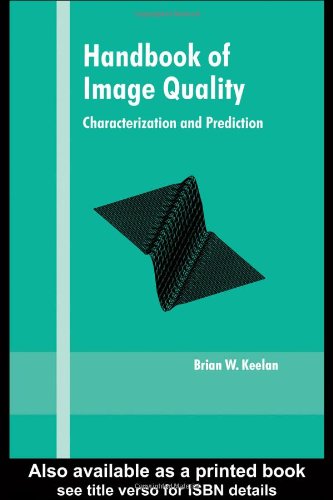 Handbook of
Image Quality
Characterization and Prediction
Brian W. Keelan
Also available as a printed book
see title verso for ISBN details